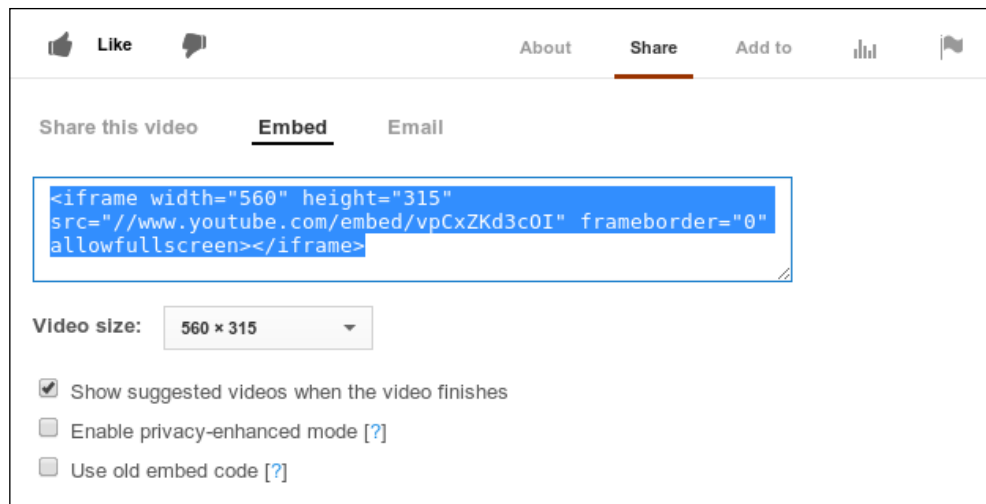 Like About Share Add to
Share this video Embed Email
<iframe width="560" height="315"
src="//www.youtube.com/embed/vpCxZKd3cOI" frameborder="0"
allowfullscreen></iframe>
Video size: 560 × 315
Show suggested videos when the video finishes
Enable privacy-enhanced mode [?]
Use old embed code [?]